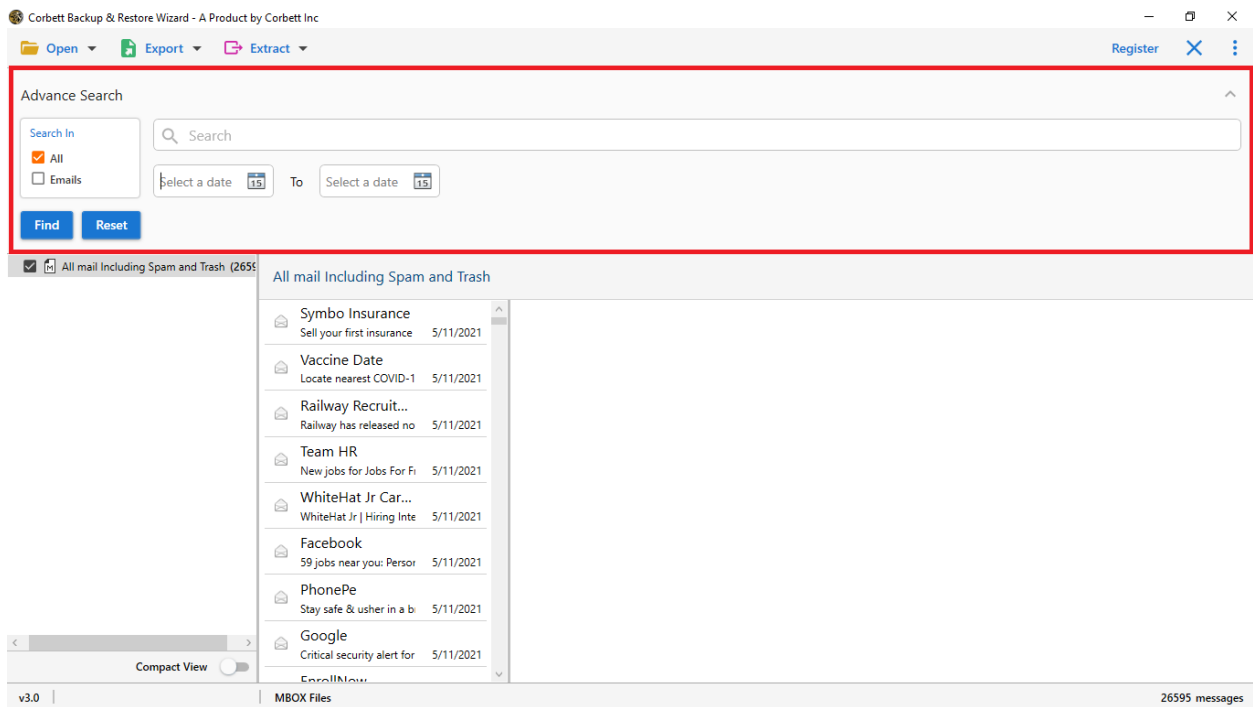 Corbett Backup & Restore Wizard - A Product by Corbett Inc
Open Export Extract Register
Advance Search
Search In
All
Emails
Search
Select a date 15 To Select a date 15
Find Reset
All mail Including Spam and Trash (2659
All mail Including Spam and Trash
Symbo Insurance
Sell your first insurance 5/11/2021
Vaccine Date
Locate nearest COVID-1 5/11/2021
Railway Recruit...
Railway has released no 5/11/2021
Team HR
New jobs for Jobs For Fr 5/11/2021
WhiteHat Jr Car...
WhiteHat Jr | Hiring Inte 5/11/2021
Facebook
59 jobs near you: Person 5/11/2021
PhonePe
Stay safe & usher in a b 5/11/2021
Google
Critical security alert for 5/11/2021
EnrollNow
Compact View
v3.0 MBOX Files 26595 messages